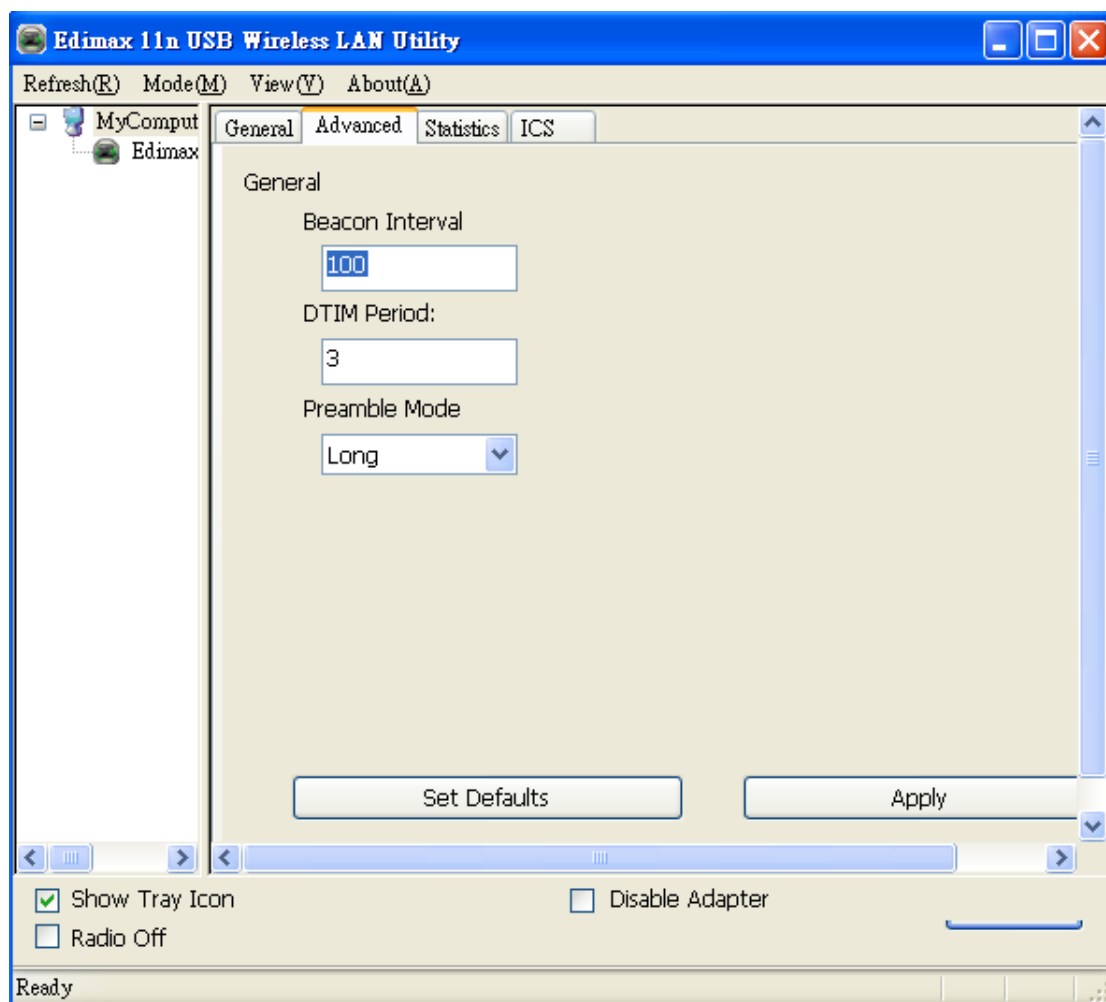 Edimax 11n USB Wireless LAN Utility
Refresh(R) Mode(M) View(V) About(A)
MyComput
Edimax
General Advanced Statistics ICS
General
Beacon Interval
100
DTIM Period:
3
Preamble Mode
Long
Set Defaults Apply
Show Tray Icon Disable Adapter
Radio Off
Ready